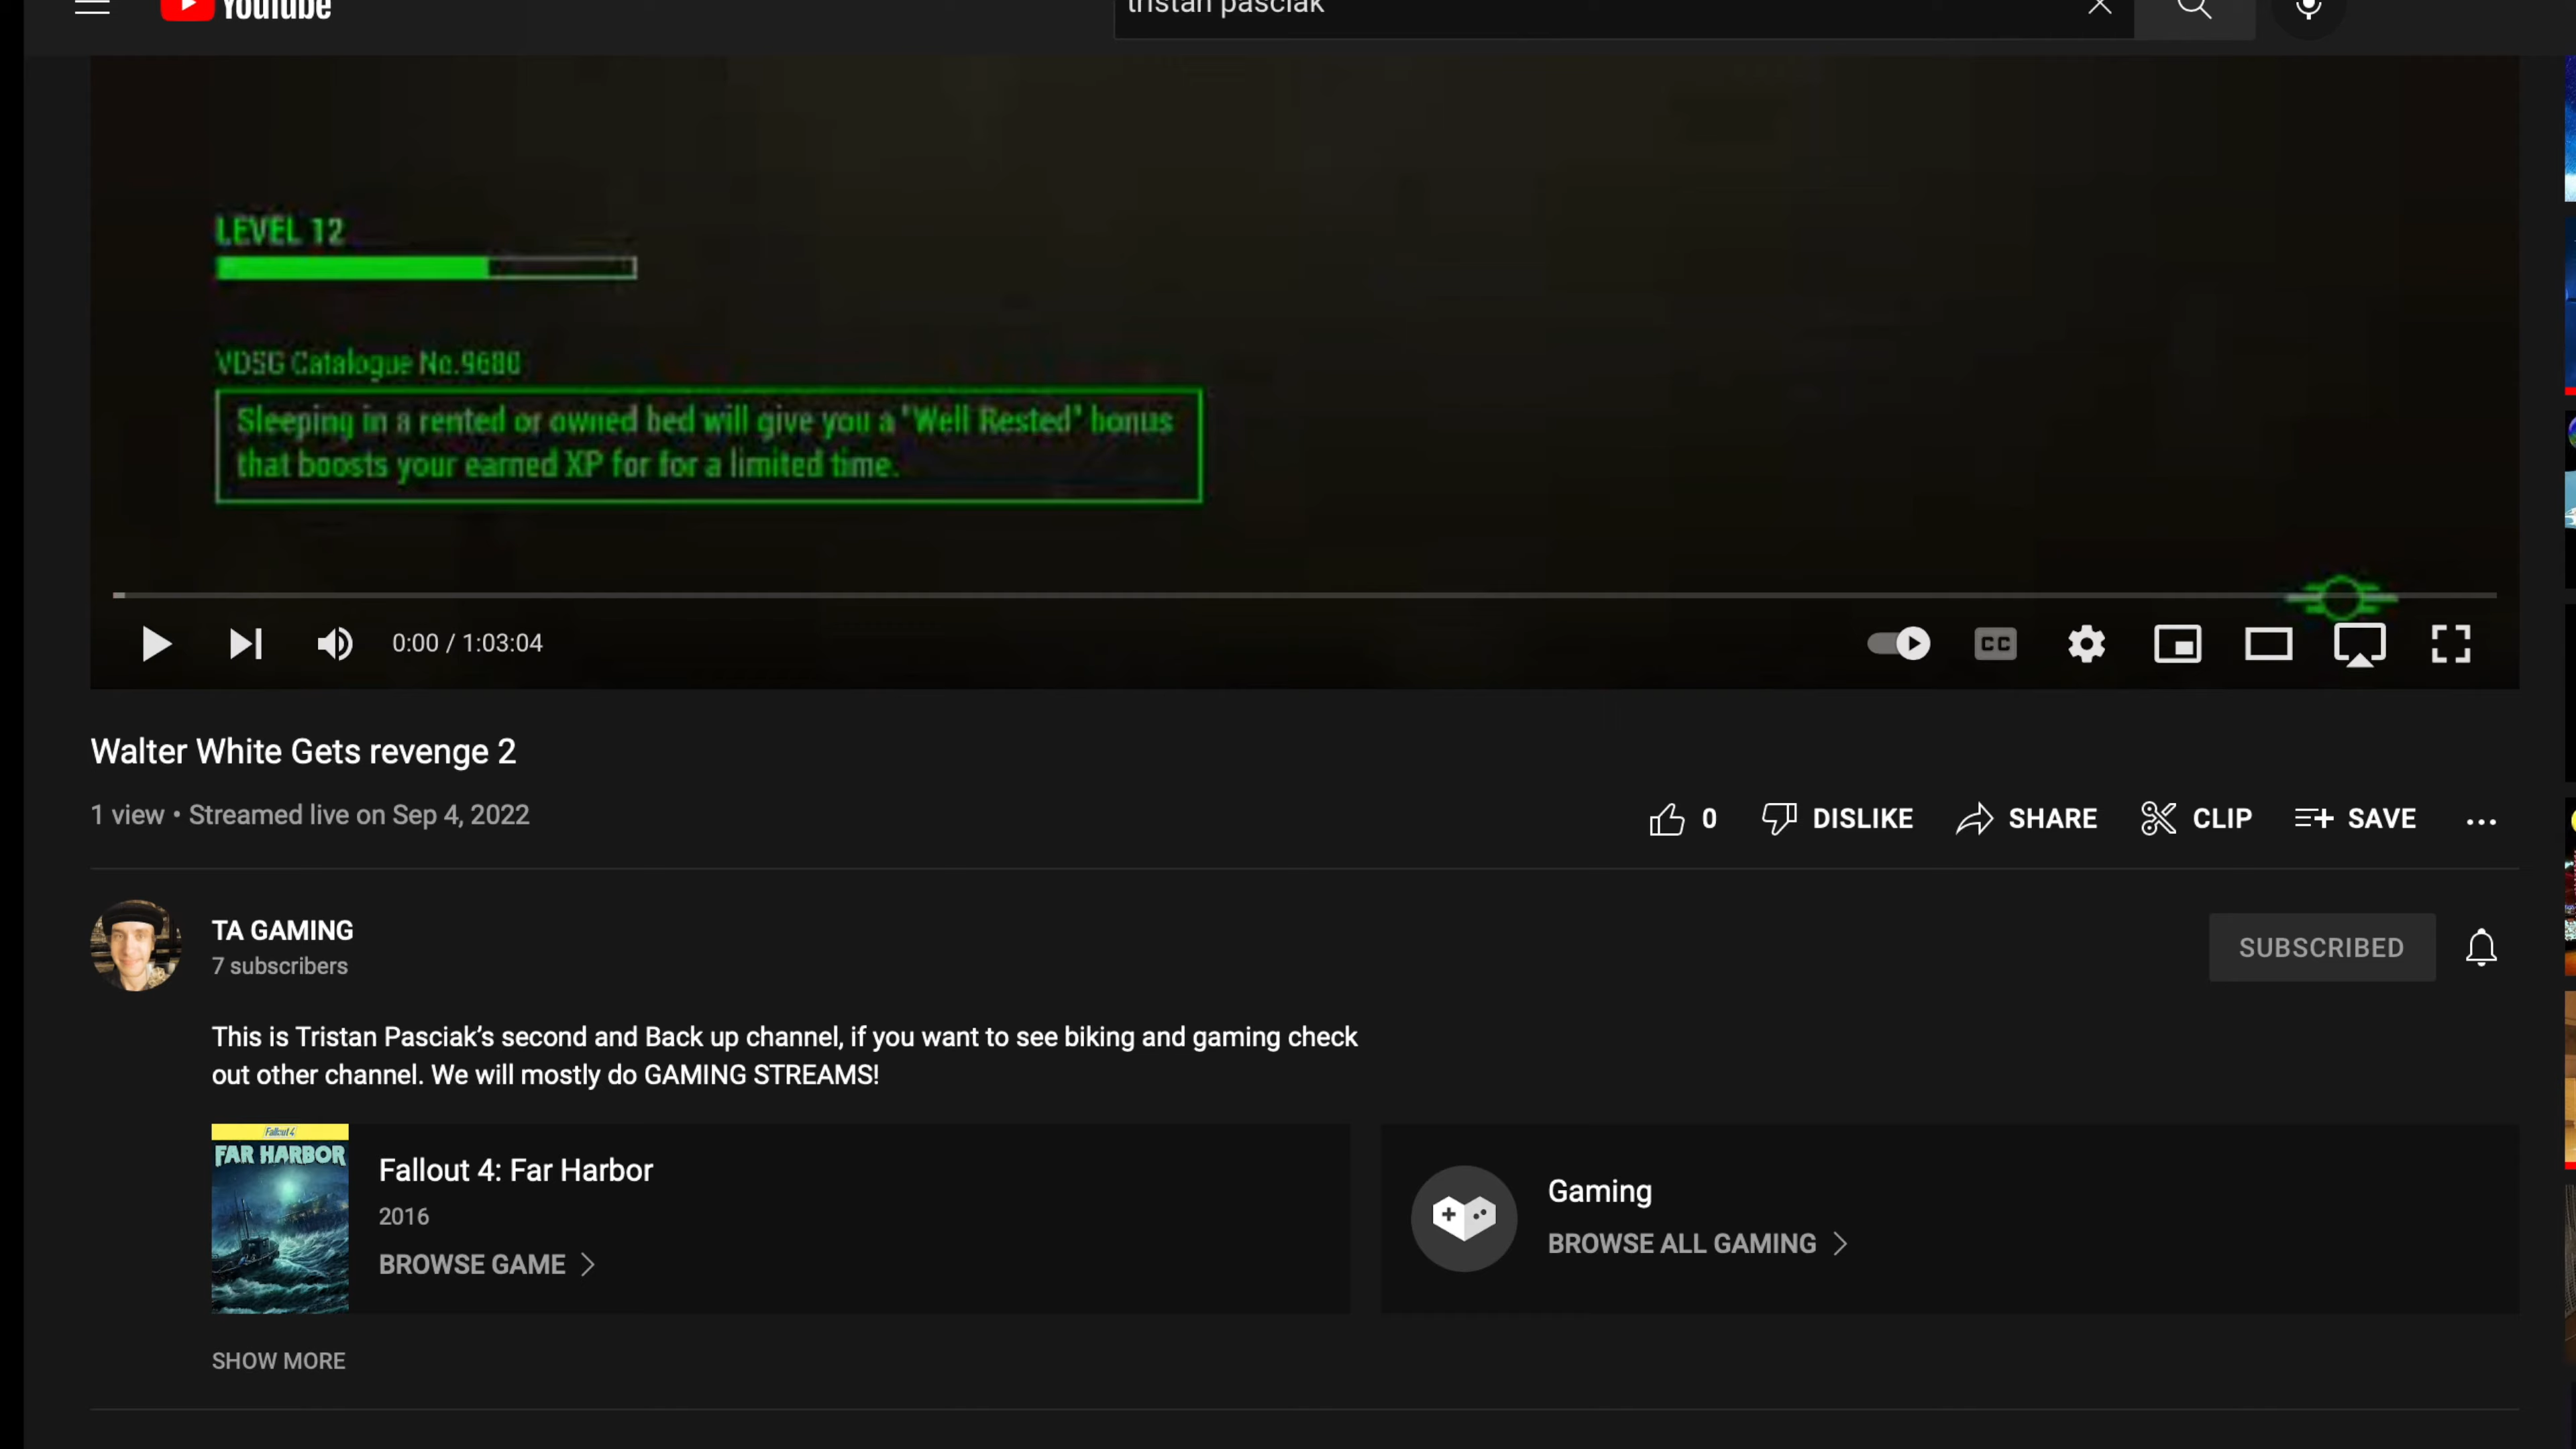 YouTube
tristan pasciak
LEVEL 12
VDSG Catalogue No.9680
Sleeping in a rented or owned bed will give you a "Well Rested" bonus
that boosts your earned XP for for a limited time.
0:00 / 1:03:04
CC
Walter White Gets revenge 2
1 view • Streamed live on Sep 4, 2022
0 DISLIKE SHARE CLIP SAVE
TA GAMING
7 subscribers
SUBSCRIBED
This is Tristan Pasciak’s second and Back up channel, if you want to see biking and gaming check
out other channel. We will mostly do GAMING STREAMS!
Fallout 4
FAR HARBOR
Fallout 4: Far Harbor
2016
BROWSE GAME
Gaming
BROWSE ALL GAMING
SHOW MORE